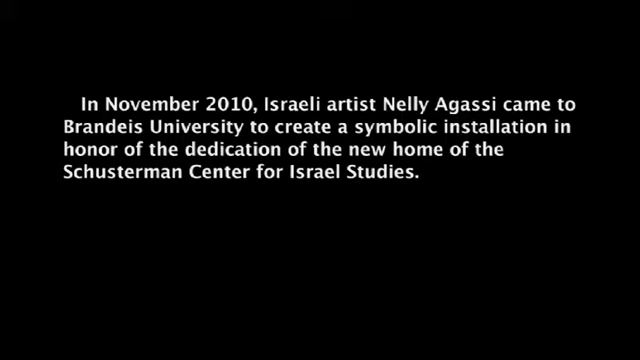 In November 2010, Israeli artist Nelly Agassi came to
Brandeis University to create a symbolic installation in
honor of the dedication of the new home of the
Schusterman Center for Israel Studies.